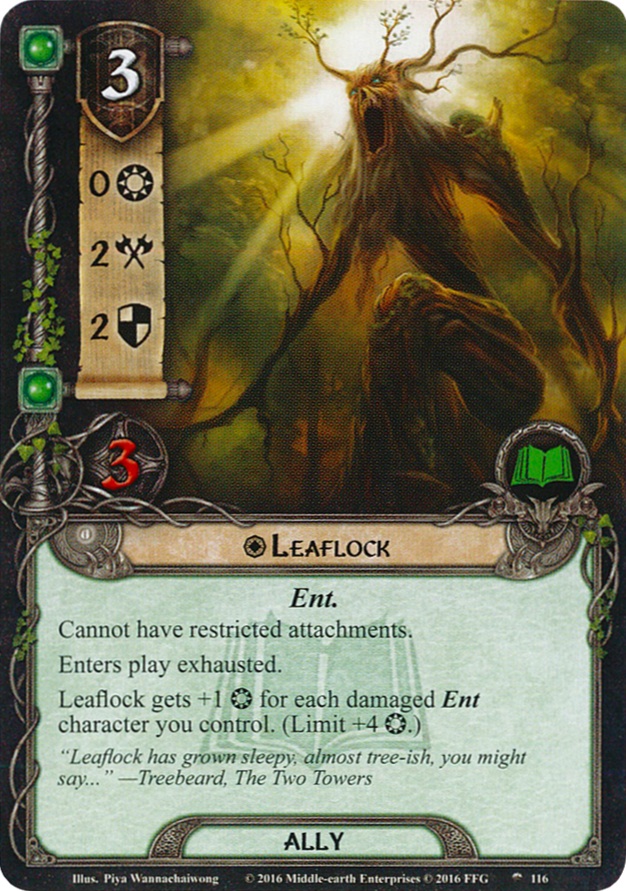 3
0
2
2
3
Leaflock
Ent.
Cannot have restricted attachments.
Enters play exhausted.
Leaflock gets +1 for each damaged Ent
character you control. (Limit +4 .)
“Leaflock has grown sleepy, almost tree-ish, you might
say...” —Treebeard, The Two Towers
ALLY
Illus. Piya Wannachaiwong © 2016 Middle-earth Enterprises © 2016 FFG 116